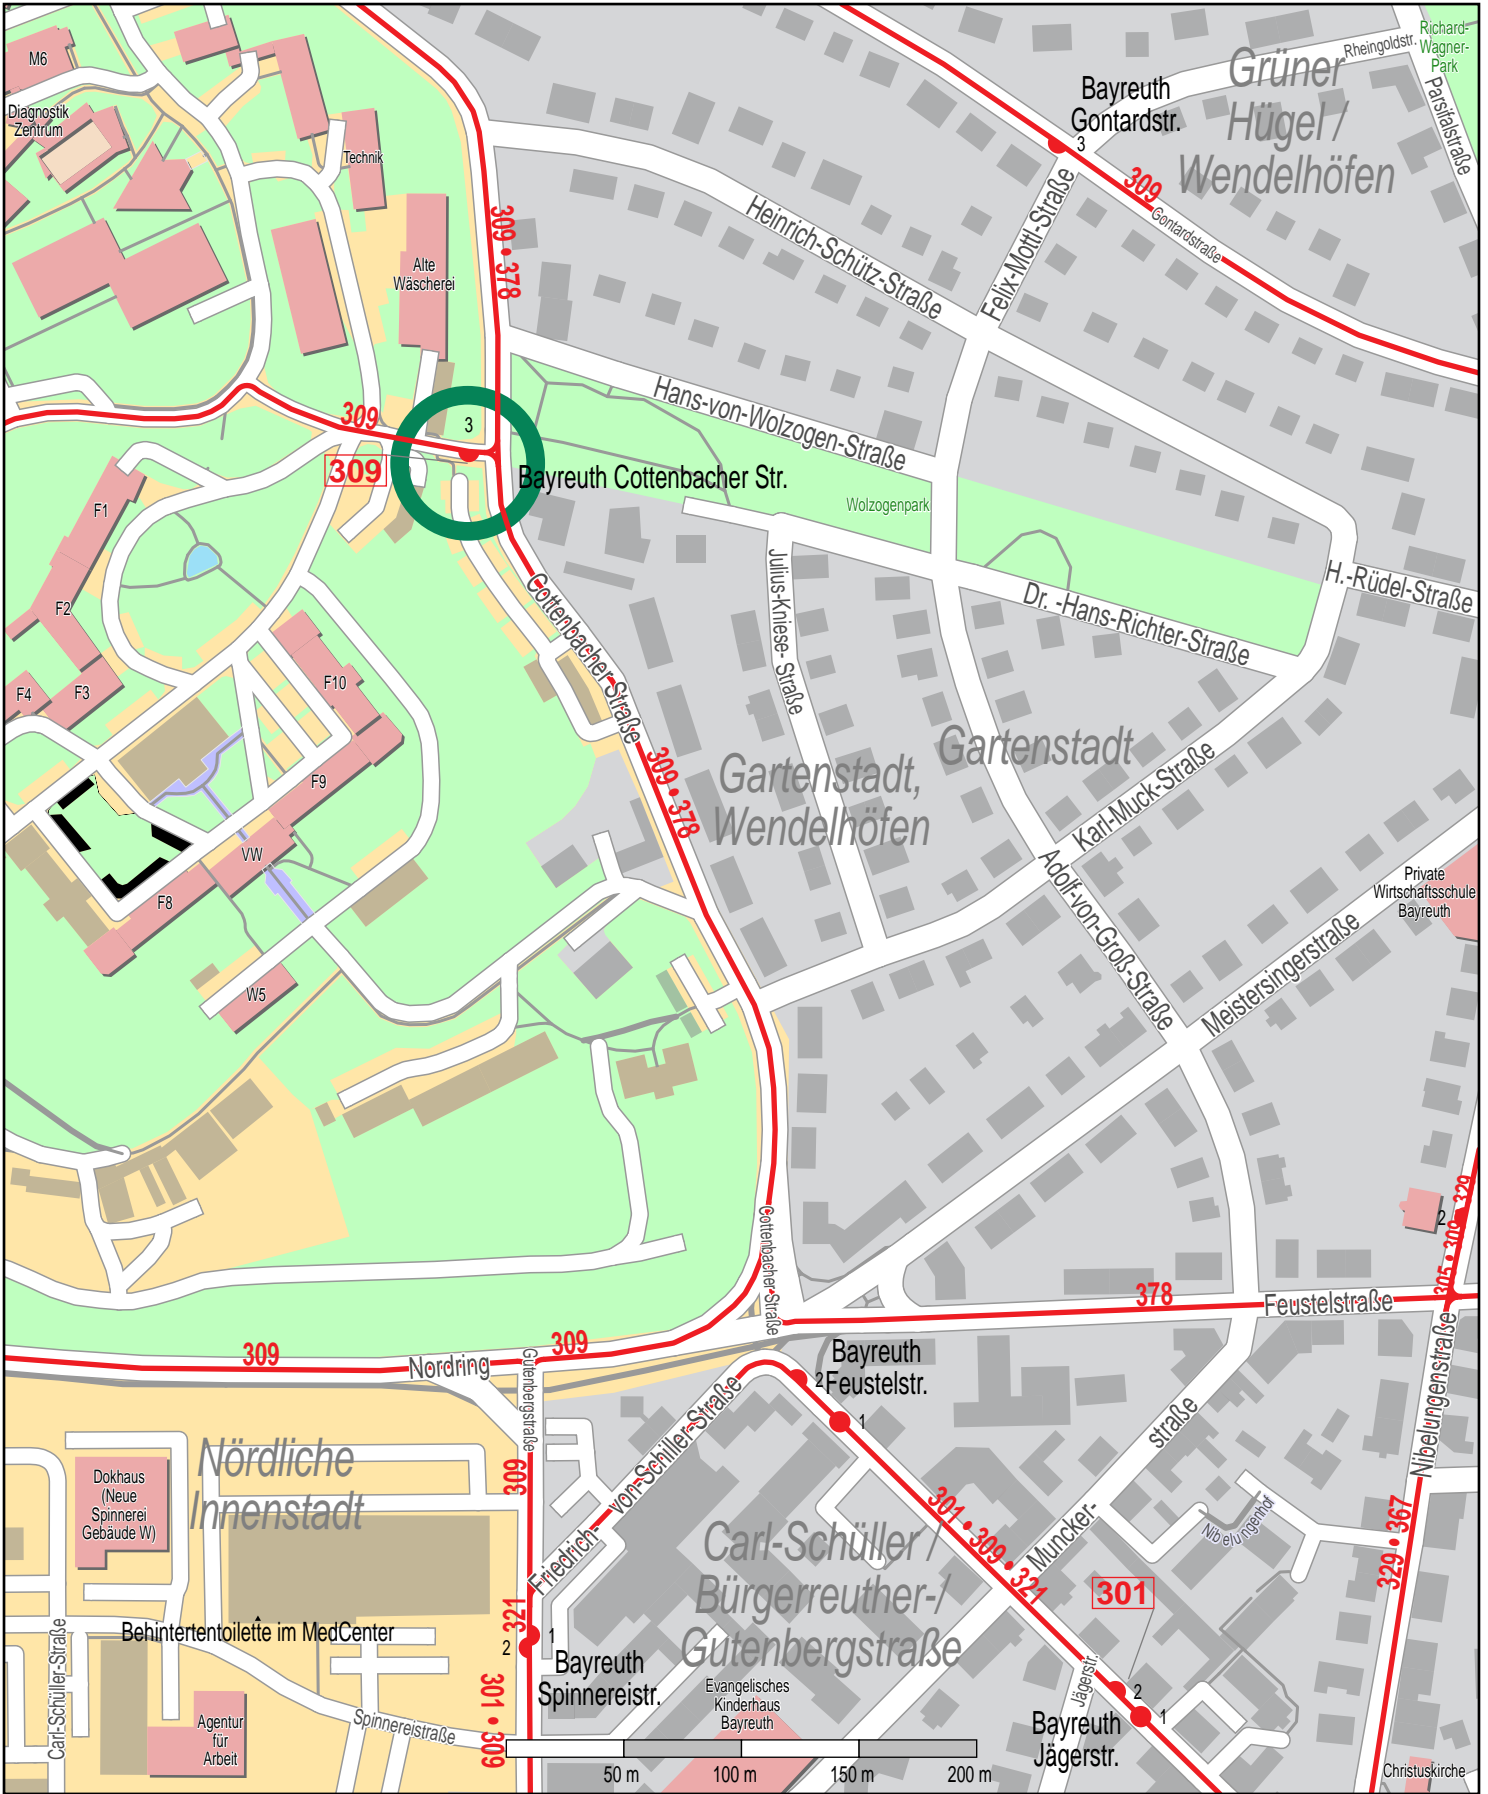 M6
Diagnostik
Zentrum
Technik
Alte
Wäscherei
309 • 378
Bayreuth
Gontardstr.
3
309
Gontardstraße
Grüner
Hügel /
Wendelhöfen
Rheingoldstr.
Richard-
Wagner-
Park
Parsifalstraße
Heinrich-Schütz-Straße
Felix-Mottl-Straße
Hans-von-Wolzogen-Straße
309
3
309
Bayreuth Cottenbacher Str.
Wolzogenpark
F1
F2
F3
F4
F10
F9
VW
F8
W5
Cottenbacher Straße
Julius-Kniese- Straße
Dr. -Hans-Richter-Straße
H.-Rüdel-Straße
309 • 378
Gartenstadt,
Wendelhöfen
Gartenstadt
Karl-Muck-Straße
Adolf-von-Groß-Straße
Meistersingerstraße
Private
Wirtschaftsschule
Bayreuth
2
305 • 309 • 329
Cottenbacher-Straße
378
Feustelstraße
309
Nordring
309
Gutenbergstraße
Bayreuth
Feustelstr.
2
1
Nibelungenstraße
Nördliche
Innenstadt
Dokhaus
(Neue
Spinnerei
Gebäude W)
309
Friedrich-
von-Schiller-Straße
301 • 309 • 321
Muncker-
straße
Nibelungenhof
329 • 367
Carl-Schüller /
Bürgerreuther-/
Gutenbergstraße
301
Behintertentoilette im MedCenter
321
1
2
Bayreuth
Spinnereistr.
301 • 309
Carl-Schüller-Straße
Agentur
für
Arbeit
Spinnereistraße
Evangelisches
Kinderhaus
Bayreuth
Jägerstr.
2
1
Bayreuth
Jägerstr.
Christuskirche
50 m
100 m
150 m
200 m